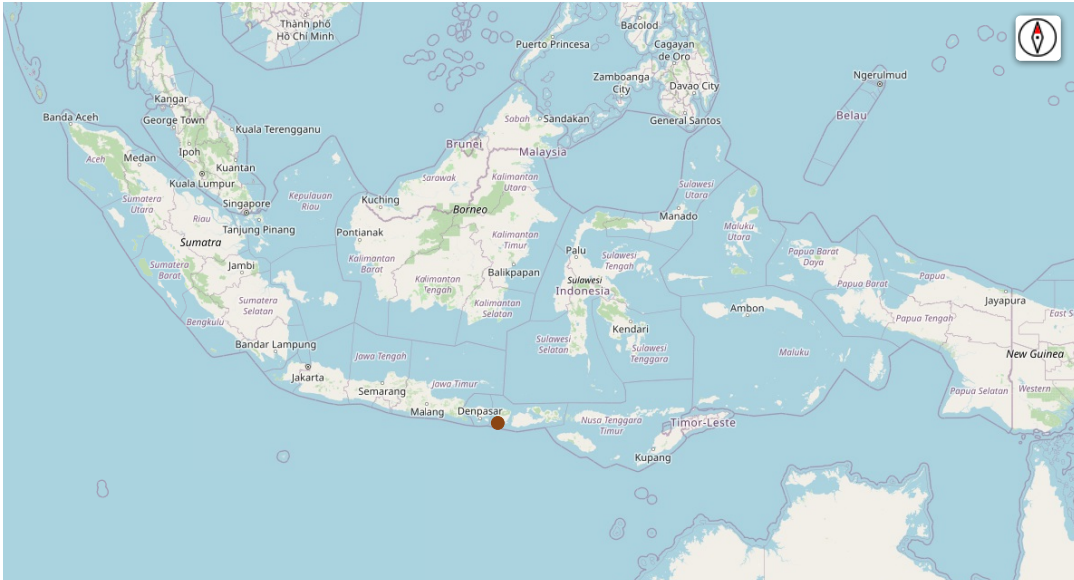 Thành phố
Hồ Chí Minh
Bacolod
Puerto Princesa
Cagayan
de Oro
Zamboanga
City
Davao City
Ngerulmud
Kangar
Banda Aceh
George Town
Kuala Terengganu
Sandakan
Sabah
General Santos
Belau
Brunei
Malaysia
Ipoh
Aceh
Medan
Kuantan
Kuala Lumpur
Sarawak
Kalimantan
Utara
Sulawesi
Utara
Sumatera
Utara
Kepulauan
Riau
Kuching
Singapore
Borneo
Riau
Manado
Tanjung Pinang
Pontianak
Maluku
Utara
Sumatra
Kalimantan
Timur
Palu
Sulawesi
Tengah
Papua Barat
Daya
Kalimantan
Barat
Sumatera
Barat
Jambi
Balikpapan
Kalimantan
Tengah
Sulawesi
Indonesia
Papua
Papua Barat
Jayapura
Sumatera
Selatan
Kalimantan
Selatan
Ambon
Papua Tengah
East S
Bengkulu
Kendari
Bandar Lampung
Sulawesi
Selatan
Sulawesi
Tenggara
Jawa Tengah
Maluku
New Guinea
Jakarta
Semarang
Jawa Timur
Papua Selatan
Western
Malang
Denpasar
Nusa Tenggara
Timur
Timor-Leste
Kupang